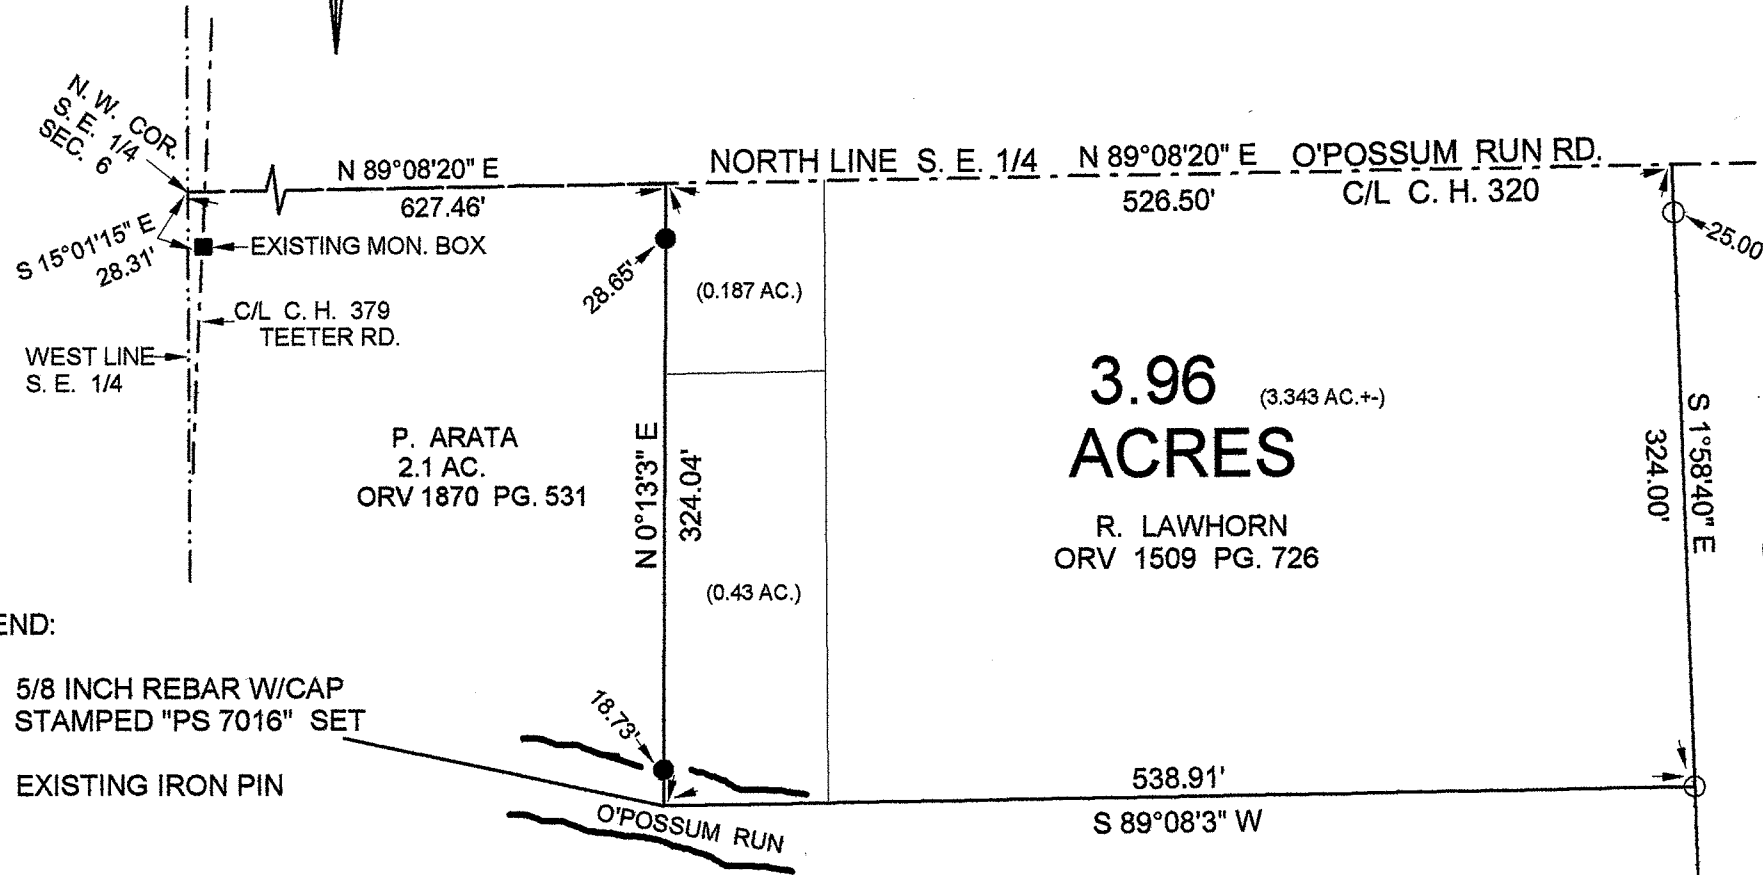 N. W. COR.
S. E. 1/4
SEC. 6
N 89°08'20" E
627.46'
NORTH LINE S. E. 1/4 N 89°08'20" E O'POSSUM RUN RD.
526.50'
C/L C. H. 320
S 15°01'15" E
28.31'
EXISTING MON. BOX
25.00
28.65'
(0.187 AC.)
C/L C. H. 379
TEETER RD.
WEST LINE
S. E. 1/4
3.96 (3.343 AC.+-)
ACRES
P. ARATA
2.1 AC.
ORV 1870 PG. 531
N 0°13'3" E
324.04'
S 1°58'40" E
324.00'
R. LAWHORN
ORV 1509 PG. 726
(0.43 AC.)
END:
5/8 INCH REBAR W/CAP
STAMPED "PS 7016" SET
EXISTING IRON PIN
18.73'
538.91'
S 89°08'3" W
O'POSSUM RUN